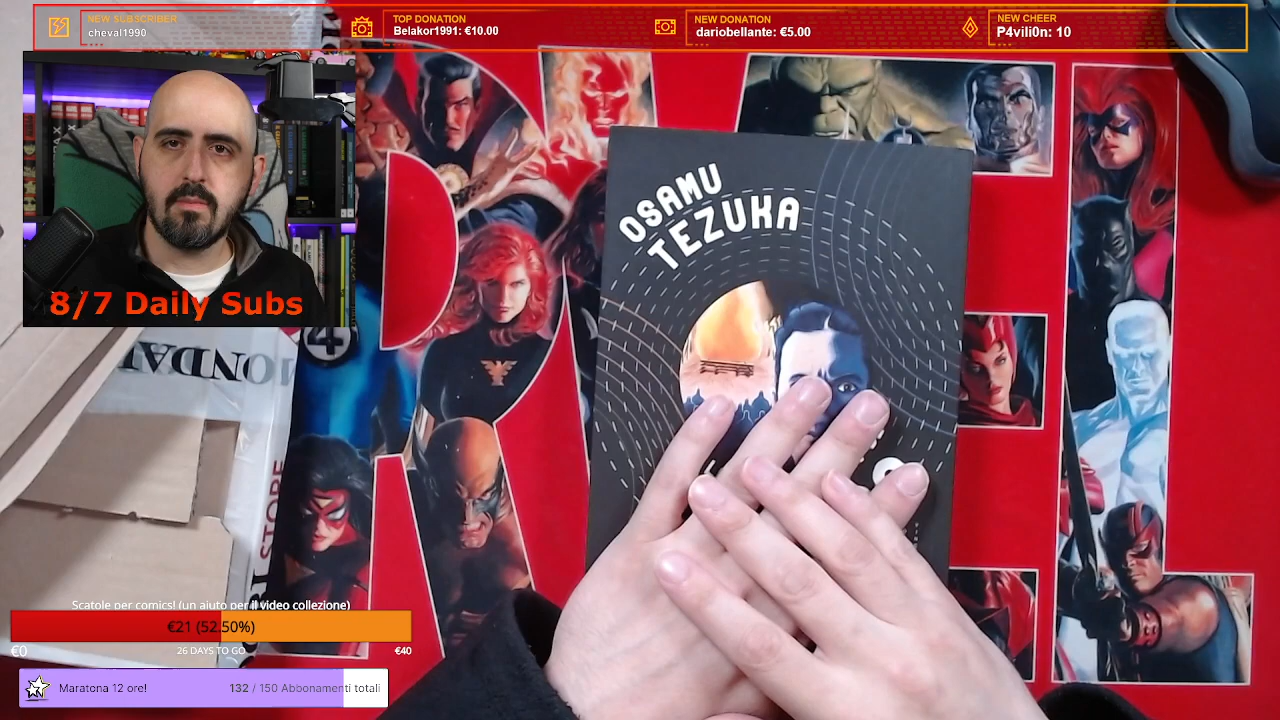 NEW SUBSCRIBER
cheval1990
TOP DONATION
Belakor1991: €10.00
NEW DONATION
dariobellante: €5.00
NEW CHEER
P4vili0n: 10
OSAMU
TEZUKA
8/7 Daily Subs
4
STORE
Scatole per comics! (un aiuto per il video collezione)
€21 (52.50%)
€0
26 DAYS TO GO
€40
Maratona 12 ore!
132 / 150 Abbonamenti totali